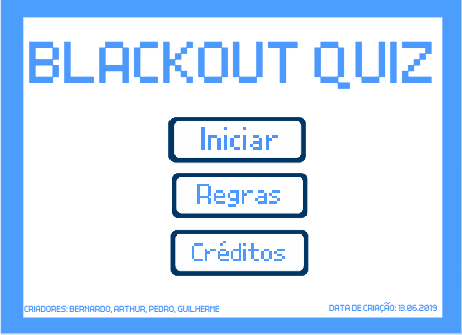 BLACKOUT QUIZ
Iniciar
Regras
Créditos
CRIADORES: BERNARDO, ARTHUR, PEDRO, GUILHERME
DATA DE CRIAÇÃO: 13.06.2019